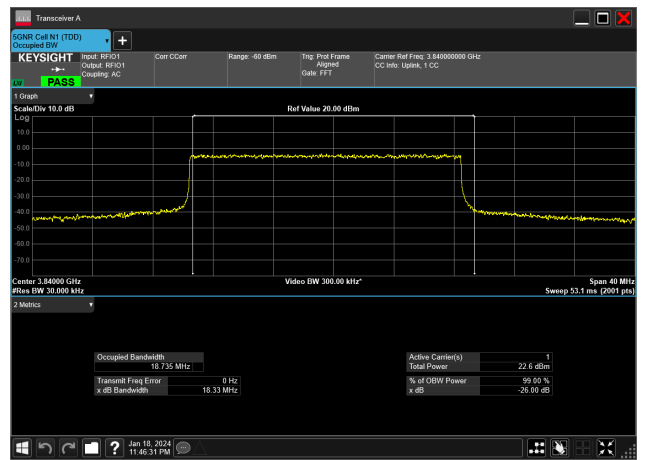 Transceiver A
5GNR Cell N1 (TDD)
Occupied BW
KEYSIGHT
PASS
Input: RFIO1
Output: RFIO1
Coupling: AC
Corr CCorr
Range: -60 dBm
Trig: Prot Frame
Aligned
Gate: FFT
Carrier Ref Freq: 3.840000000 GHz
CC Info: Uplink, 1 CC
1 Graph
Scale/Div 10.0 dB
Ref Value 20.00 dBm
Log
10.0
0.00
-10.0
-20.0
-30.0
-40.0
-50.0
-60.0
-70.0
Center 3.84000 GHz
Video BW 300.00 kHz*
Span 40 MHz
#Res BW 30.000 kHz
Sweep 53.1 ms (2001 pts)
2 Metrics
Occupied Bandwidth
18.735 MHz
Transmit Freq Error 0 Hz
x dB Bandwidth 18.33 MHz
Active Carrier(s) 1
Total Power 22.6 dBm
% of OBW Power 99.00 %
x dB -26.00 dB
Jan 18, 2024
11:46:31 PM